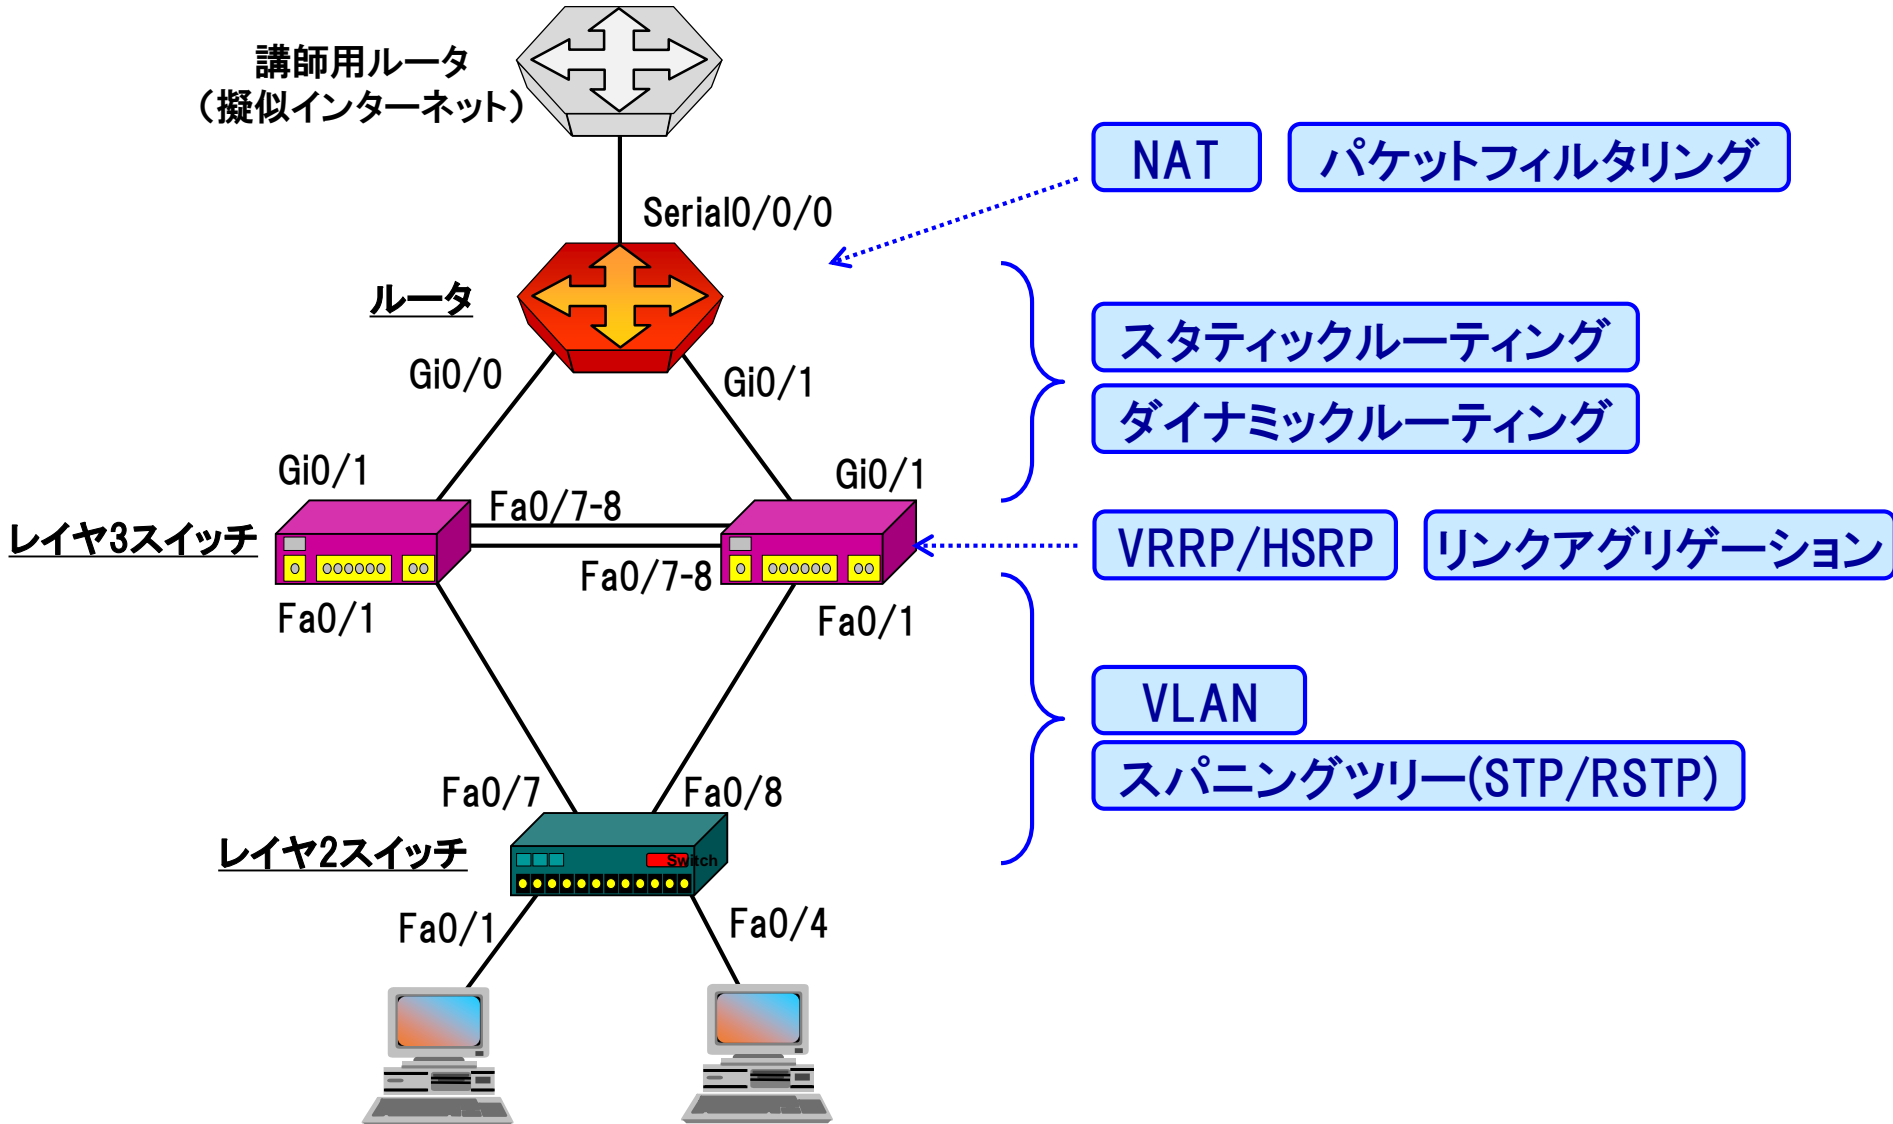 講師用ルータ
（擬似インターネット）
NAT
パケットフィルタリング
Serial0/0/0
ルータ
Gi0/0
Gi0/1
スタティックルーティング
ダイナミックルーティング
Gi0/1
Gi0/1
Fa0/7-8
レイヤ3スイッチ
VRRP/HSRP
リンクアグリゲーション
Fa0/7-8
Fa0/1
Fa0/1
VLAN
スパニングツリー(STP/RSTP)
Fa0/7
Fa0/8
レイヤ2スイッチ
Switch
Fa0/1
Fa0/4